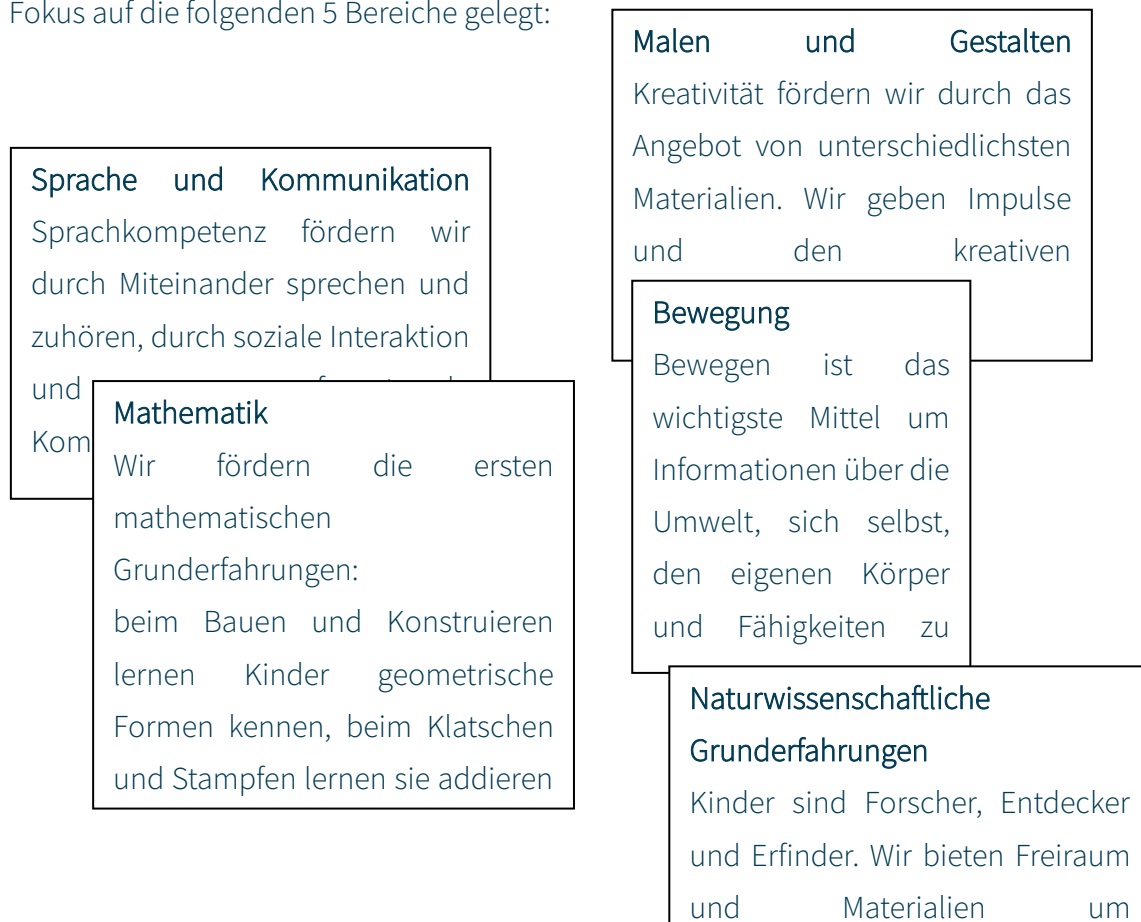 Fokus auf die folgenden 5 Bereiche gelegt:
Sprache und Kommunikation
Sprachkompetenz fördern wir
durch Miteinander sprechen und
zuhören, durch soziale Interaktion
und
Mathematik
Wir fördern die ersten
mathematischen
Grunderfahrungen:
beim Bauen und Konstruieren
lernen Kinder geometrische
Formen kennen, beim Klatschen
und Stampfen lernen sie addieren
Malen und Gestalten
Kreativität fördern wir durch das
Angebot von unterschiedlichsten
Materialien. Wir geben Impulse
und den kreativen
Bewegung
Bewegen ist das
wichtigste Mittel um
Informationen über die
Umwelt, sich selbst,
den eigenen Körper
und Fähigkeiten zu
Naturwissenschaftliche
Grunderfahrungen
Kinder sind Forscher, Entdecker
und Erfinder. Wir bieten Freiraum
und Materialien um